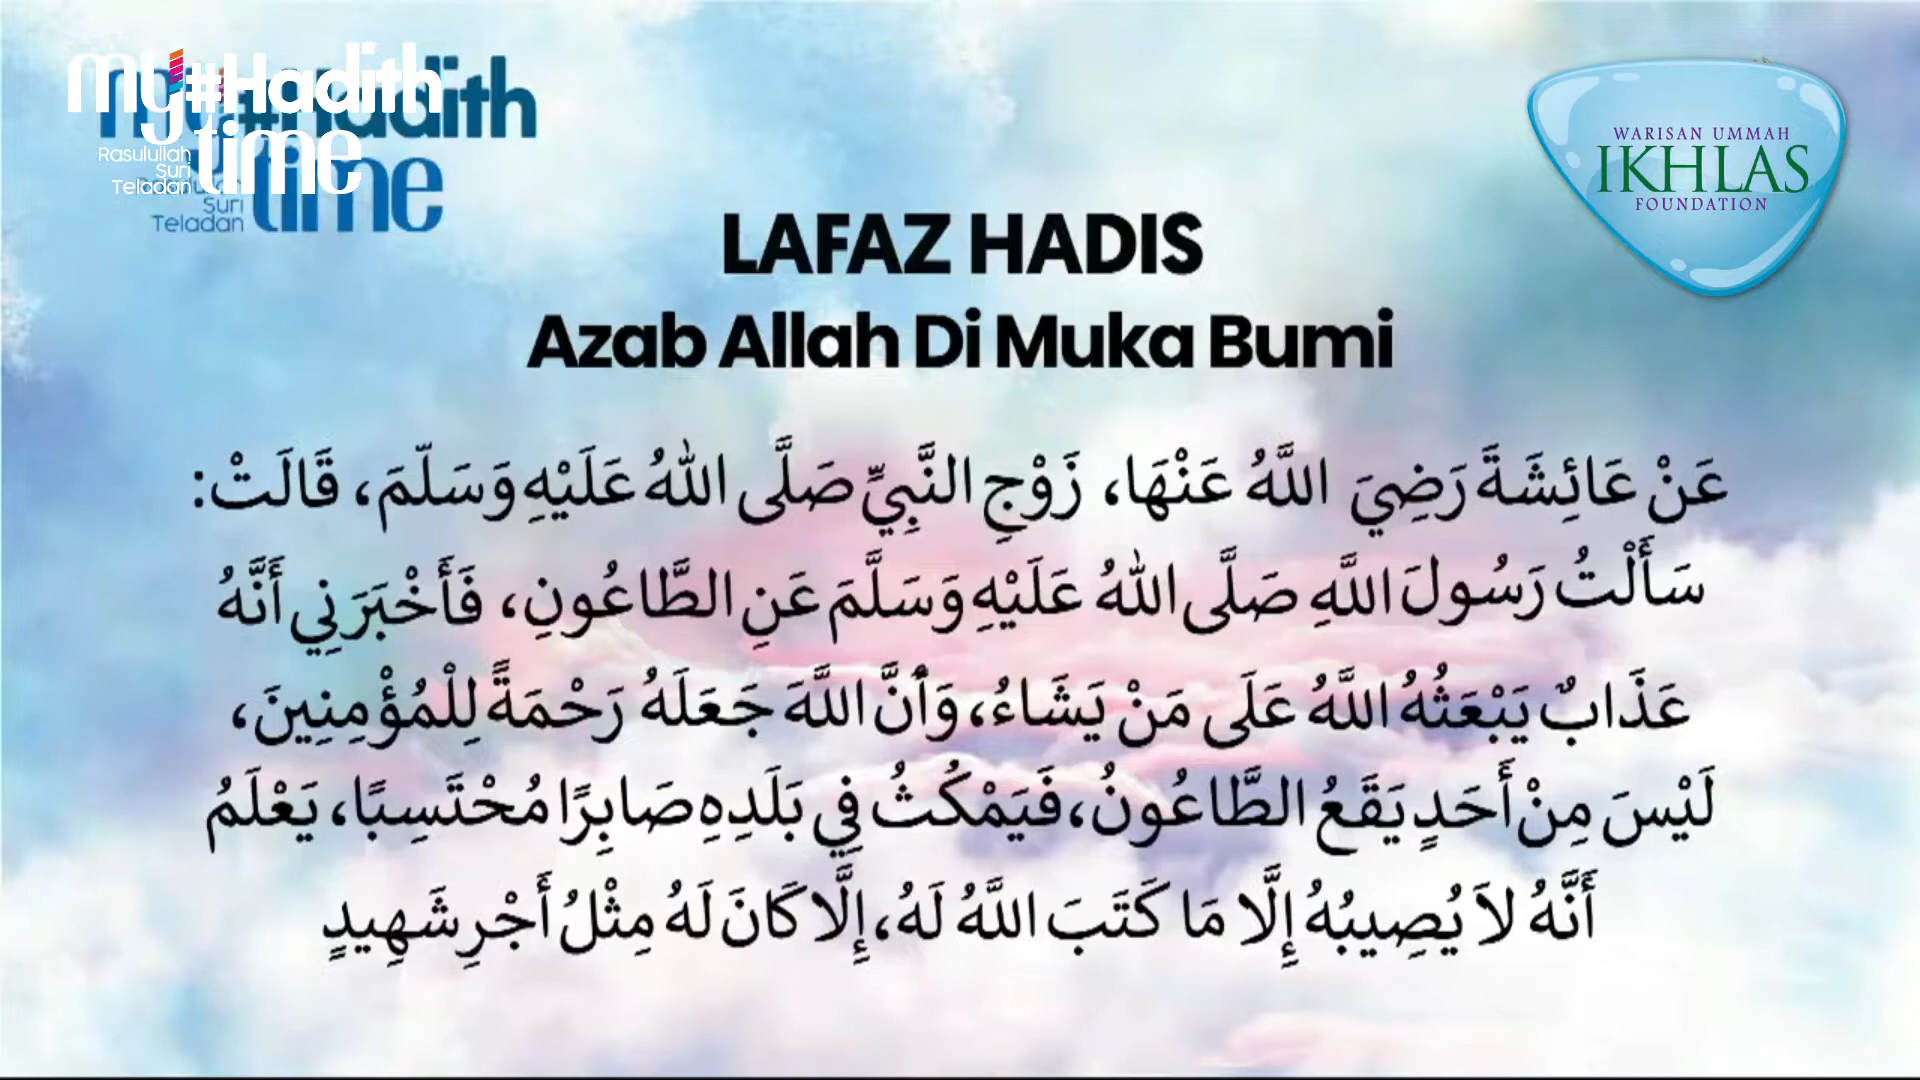 my #Hadith
time
Rasulullah
Suri
Teladan
WARISAN UMMAH
IKHLAS
FOUNDATION
LAFAZ HADIS
Azab Allah Di Muka Bumi
عَنْ عَائِشَةَ رَضِيَ اللَّهُ عَنْهَا، زَوْجِ النَّبِيِّ صَلَّى اللهُ عَلَيْهِ وَسَلَّمَ، قَالَتْ:
سَأَلْتُ رَسُولَ اللَّهِ صَلَّى اللهُ عَلَيْهِ وَسَلَّمَ عَنِ الطَّاعُونِ، فَأَخْبَرَنِي أَنَّهُ
عَذَابٌ يَبْعَثُهُ اللَّهُ عَلَى مَنْ يَشَاءُ، وَأَنَّ اللَّهَ جَعَلَهُ رَحْمَةً لِلْمُؤْمِنِينَ،
لَيْسَ مِنْ أَحَدٍ يَقَعُ الطَّاعُونُ، فَيَمْكُثُ فِي بَلَدِهِ صَابِرًا مُحْتَسِبًا، يَعْلَمُ
أَنَّهُ لاَ يُصِيبُهُ إِلَّا مَا كَتَبَ اللَّهُ لَهُ، إِلَّا كَانَ لَهُ مِثْلُ أَجْرِ شَهِيدٍ